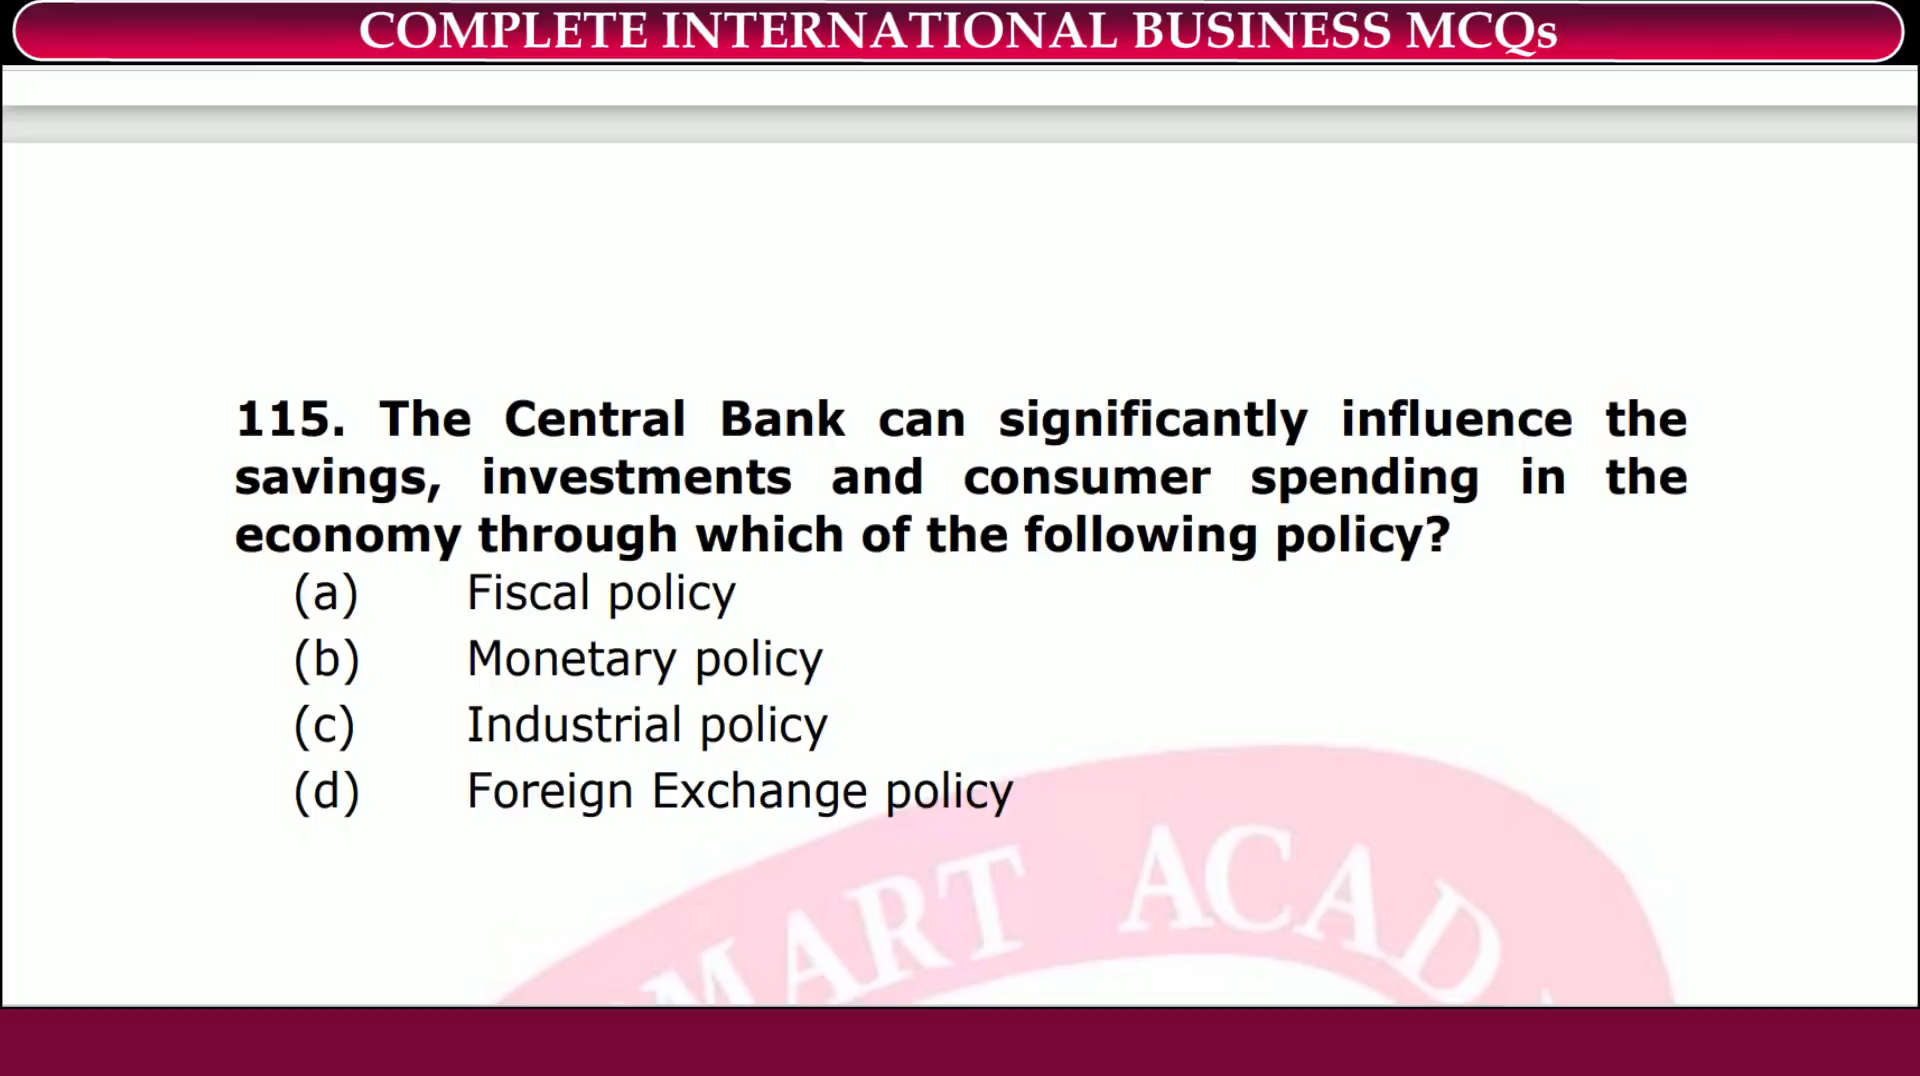 COMPLETE INTERNATIONAL BUSINESS MCQs
115. The Central Bank can significantly influence the
savings, investments and consumer spending in the
economy through which of the following policy?
(a) Fiscal policy
(b) Monetary policy
(c) Industrial policy
(d) Foreign Exchange policy
MART ACAD